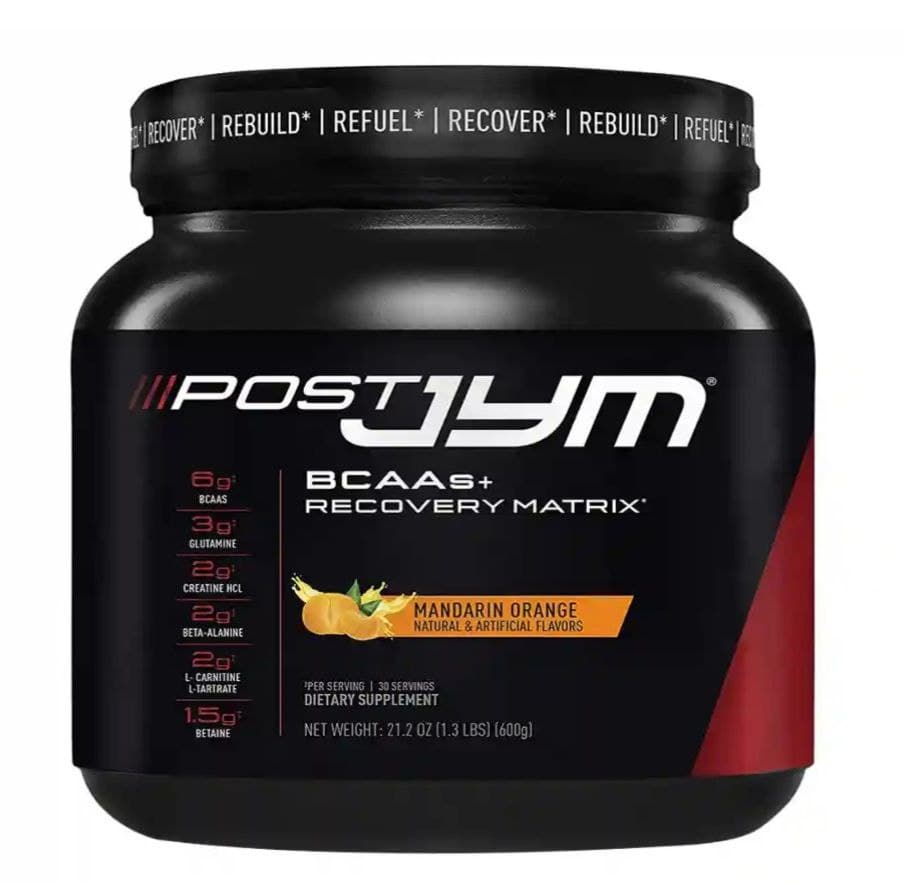 RECOVER* | REBUILD* | REFUEL* | RECOVER* | REBUILD* | REFUEL* |
///POST JYM®
BCAAs+
RECOVERY MATRIX*
6g‡
BCAAS
3g‡
GLUTAMINE
2g‡
CREATINE HCL
2g‡
BETA-ALANINE
2g‡
L- CARNITINE
L-TARTRATE
1.5g‡
BETAINE
MANDARIN ORANGE
NATURAL & ARTIFICIAL FLAVORS
‡PER SERVING | 30 SERVINGS
DIETARY SUPPLEMENT
NET WEIGHT: 21.2 OZ (1.3 LBS) (600g)